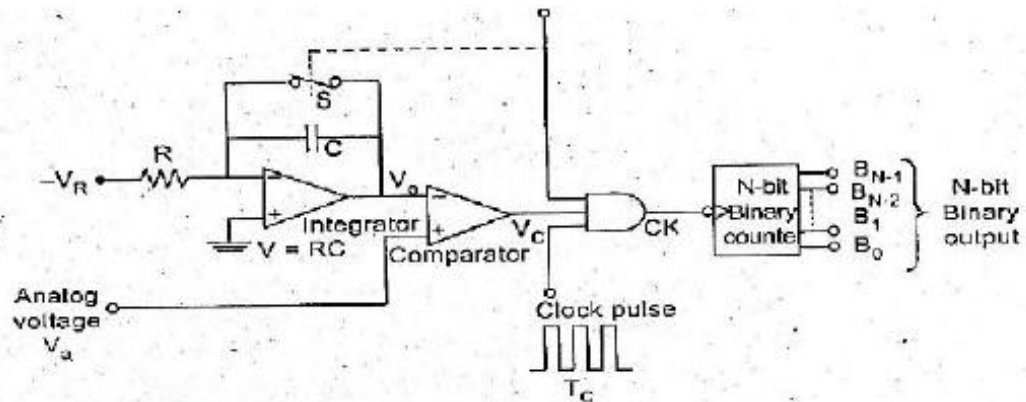 S
C
R
-V_R
-
+
Integrator
V = RC
V_o
-
+
Comparator
V_C
CK
N-bit
Binary
counte
B_N-1
B_N-2
B_1
B_0
N-bit
Binary
output
Analog
voltage
V_a
Clock pulse
T_C